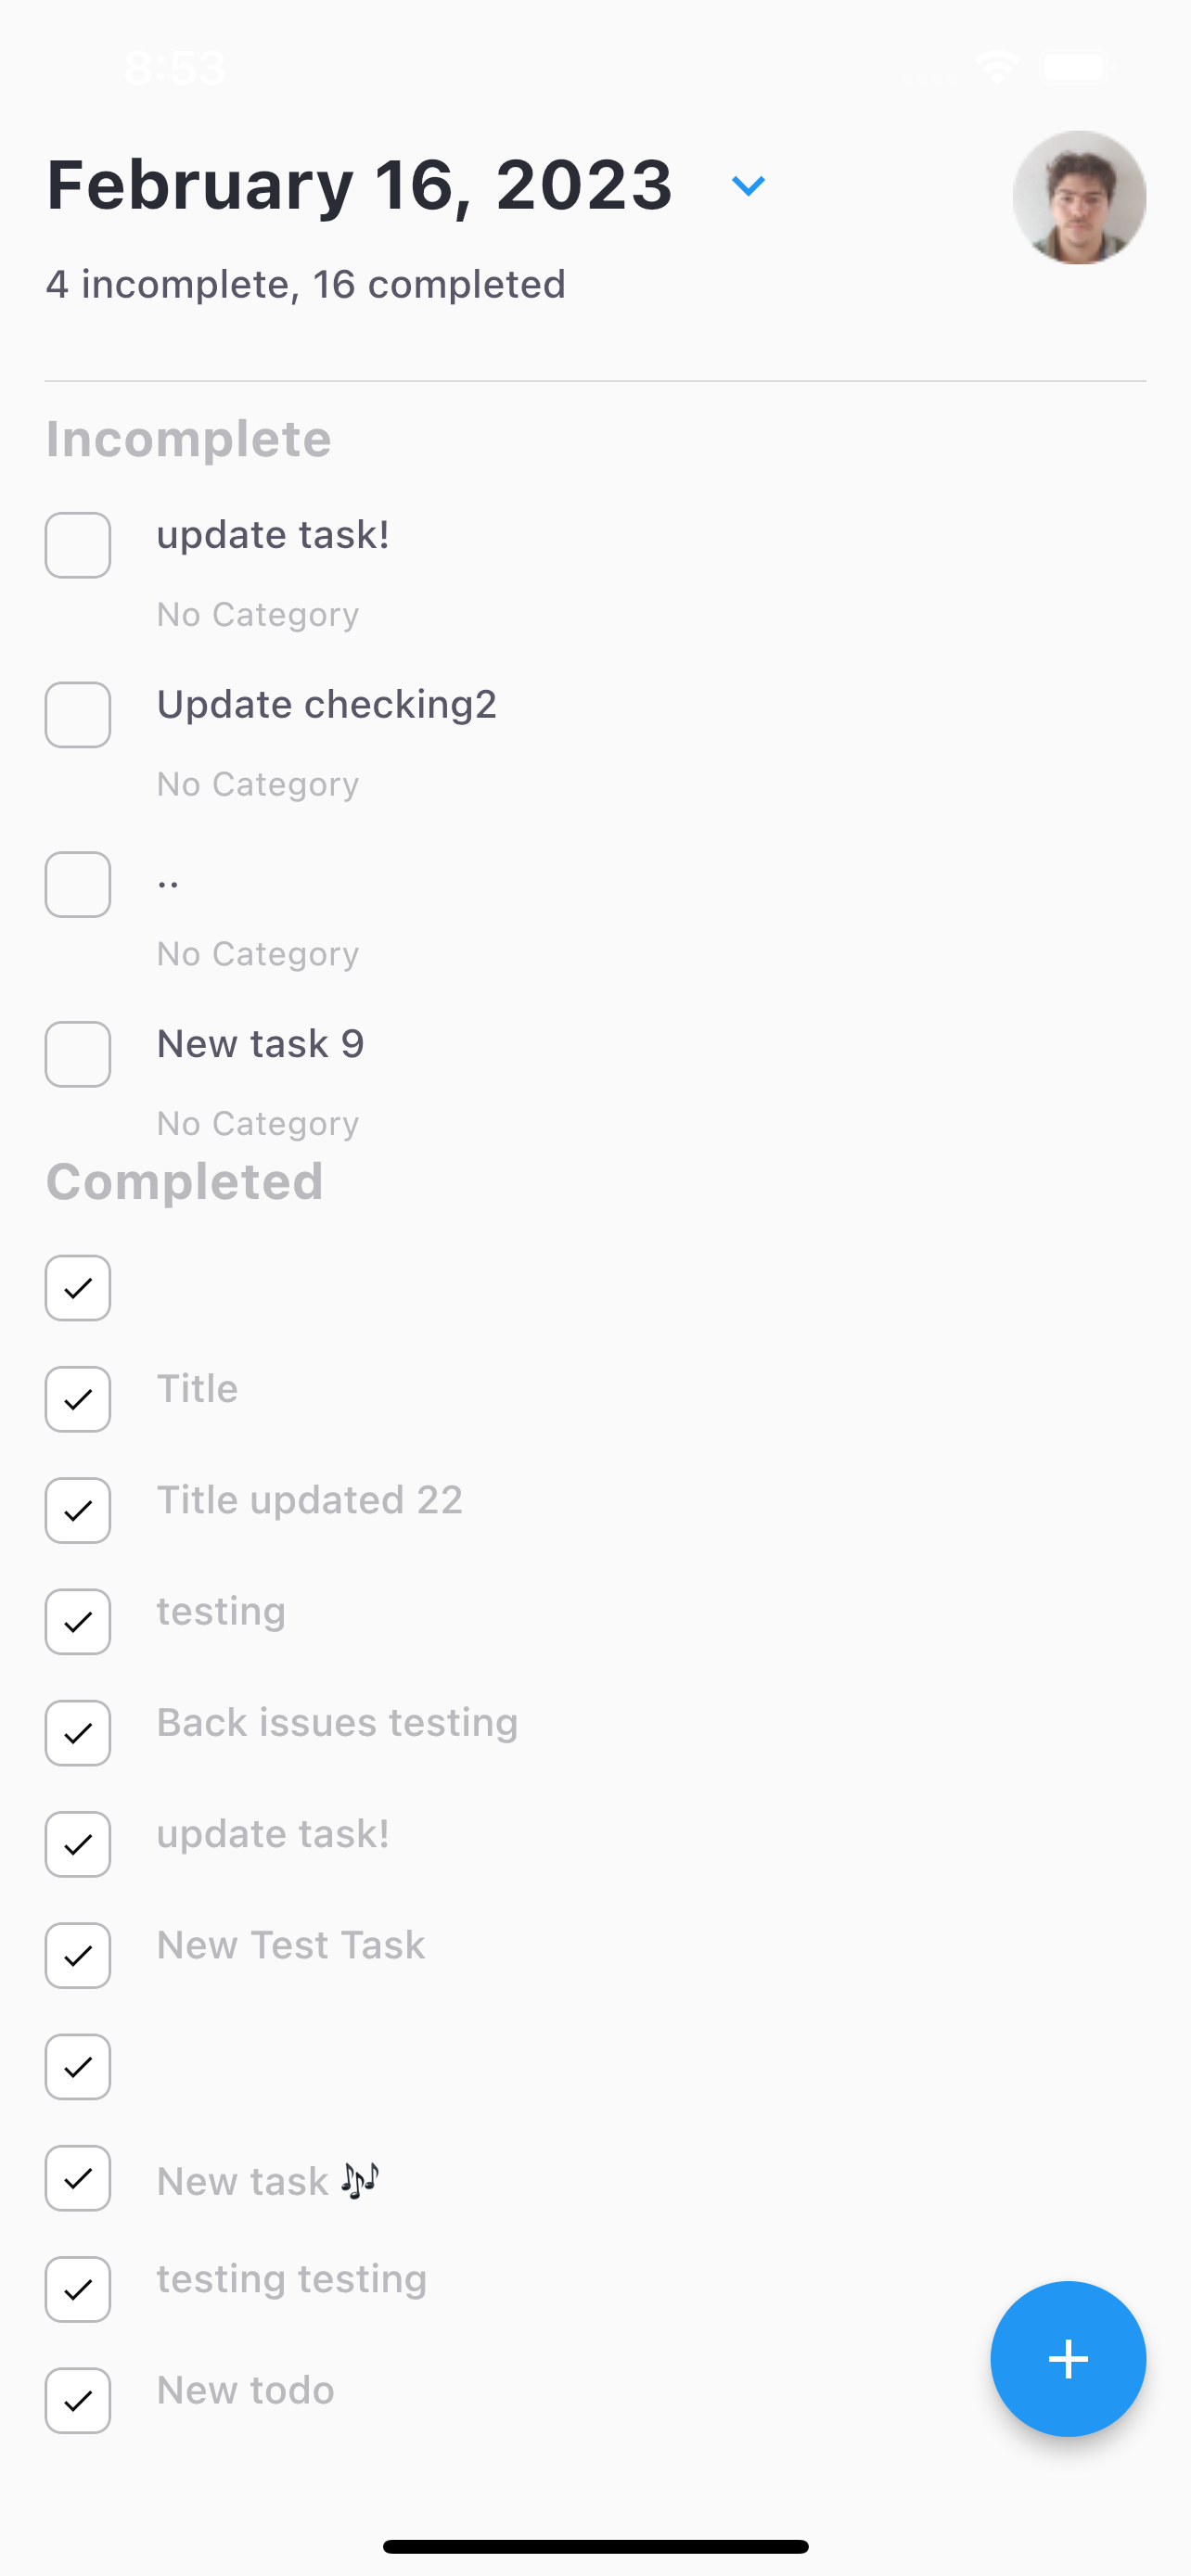 8:53
February 16, 2023
4 incomplete, 16 completed
Incomplete
update task!
No Category
Update checking2
No Category
..
No Category
New task 9
No Category
Completed
Title
Title updated 22
testing
Back issues testing
update task!
New Test Task
New task 🎶
testing testing
New todo